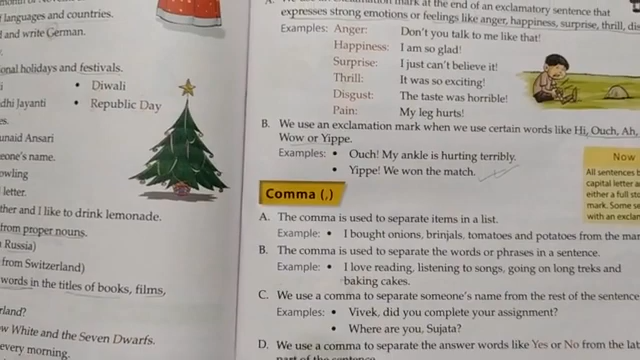 languages and countries.
and write German.
onal holidays and festivals.
• Diwali
dhi Jayanti • Republic Day
unaid Ansari
eone's name.
owling
letter.
ther and I like to drink lemonade.
from proper nouns.
Russia)
from Switzerland)
words in the titles of books, films,
rland?
ow White and the Seven Dwarfs.
every morning.
mark at the end of an exclamatory sentence that
expresses strong emotions or feelings like anger, happiness, surprise, thrill,
Examples: Anger: Don't you talk to me like that!
Happiness: I am so glad!
Surprise: I just can't believe it!
Thrill: It was so exciting!
Disgust: The taste was horrible!
Pain: My leg hurts!
B. We use an exclamation mark when we use certain words like Hi, Ouch, Ah,
Wow or Yippe.
Examples: • Ouch! My ankle is hurting terribly.
• Yippe! We won the match.
Now
All sentences b
capital letter a
either a full sto
mark. Some se
with an exclan
Comma (,)
A. The comma is used to separate items in a list.
Example: • I bought onions, brinjals, tomatoes and potatoes from the mar
B. The comma is used to separate the words or phrases in a sentence.
Example: • I love reading, listening to songs, going on long treks and
baking cakes.
C. We use a comma to separate someone's name from the rest of the sentence
Examples: • Vivek, did you complete your assignment?
• Where are you, Sujata?
D. We use a comma to separate the answer words like Yes or No from the lat
part of the sentence